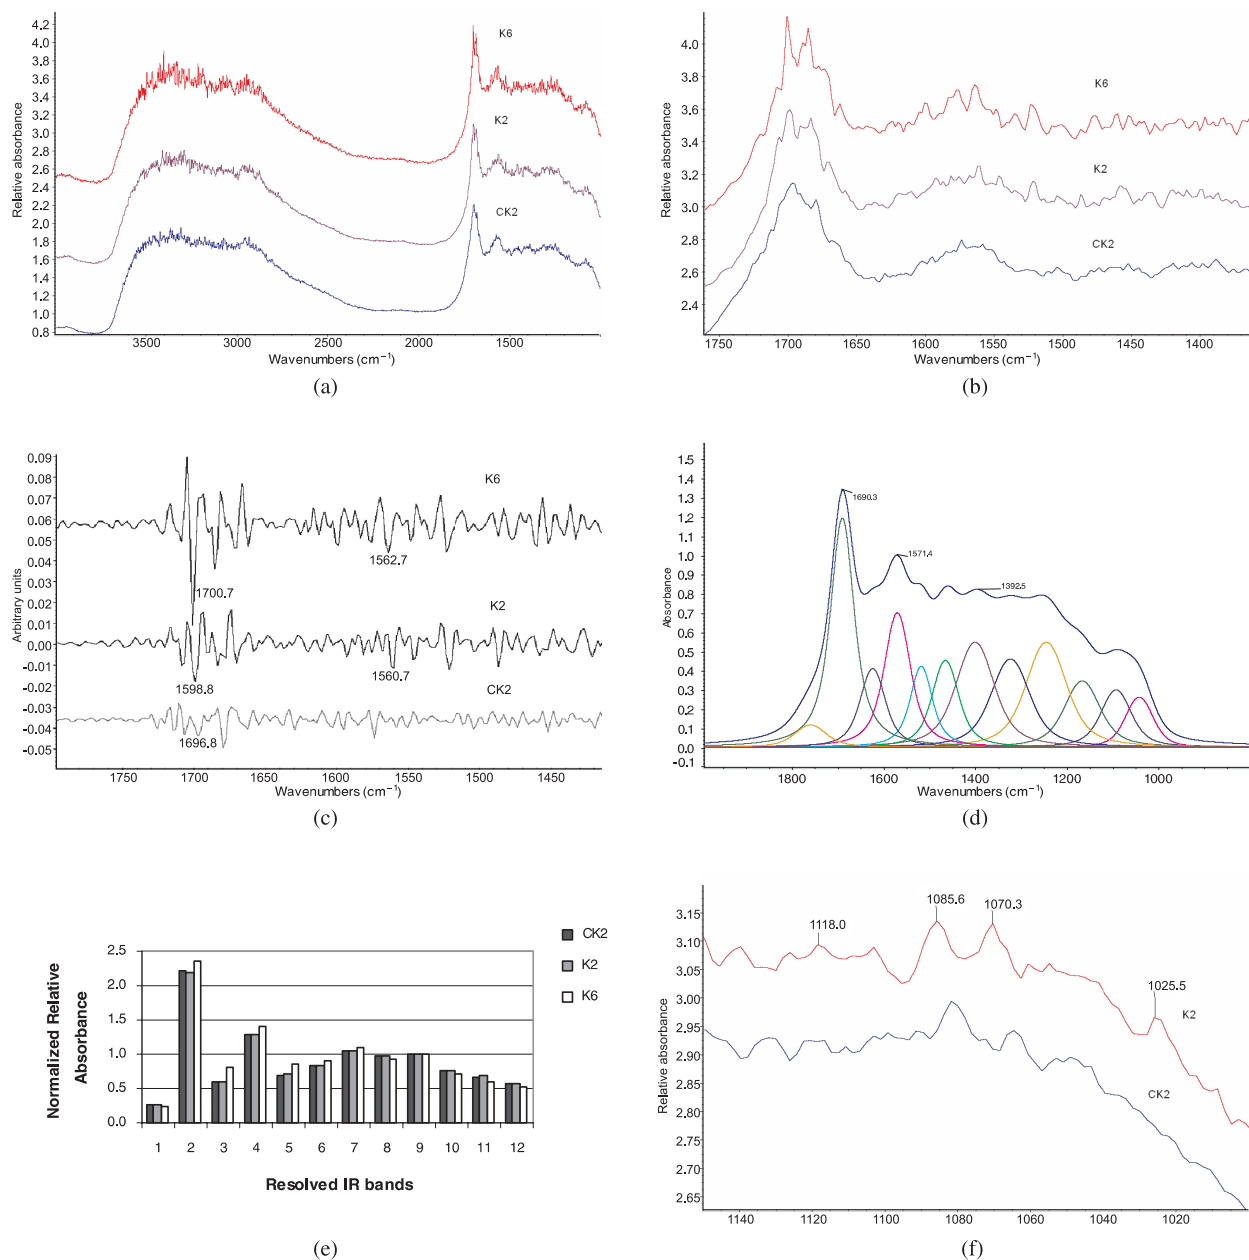 4.2
4.0
3.8
3.6
3.4
3.2
3.0
2.8
2.6
2.4
2.2
2.0
1.8
1.6
1.4
1.2
1.0
0.8
Relative absorbance
K6
K2
CK2
3500 3000 2500 2000 1500
Wavenumbers (cm−1)
(a)
4.0
3.8
3.6
3.4
3.2
3.0
2.8
2.6
2.4
Relative absorbance
K6
K2
CK2
1750 1700 1650 1600 1550 1500 1450 1400
Wavenumbers (cm−1)
(b)
0.09
0.08
0.07
0.06
0.05
0.04
0.03
0.02
0.01
0.00
-0.01
-0.02
-0.03
-0.04
-0.05
Arbitrary units
K6
1562.7
1700.7
K2
1560.7
1598.8
CK2
1696.8
1750 1700 1650 1600 1550 1500 1450
Wavenumbers (cm−1)
(c)
1.5
1.4
1.3
1.2
1.1
1.0
0.9
0.8
0.7
0.6
0.5
0.4
0.3
0.2
0.1
0.0
-0.1
Absorbance
1690.3
1571.4
1392.5
1800 1600 1400 1200 1000
Wavenumbers (cm−1)
(d)
Normalized Relative
Absorbance
2.5
2.0
1.5
1.0
0.5
0.0
CK2
K2
K6
1 2 3 4 5 6 7 8 9 10 11 12
Resolved IR bands
(e)
3.15
3.10
3.05
3.00
2.95
2.90
2.85
2.80
2.75
2.70
2.65
Relative absorbance
1118.0
1085.6
1070.3
1025.5
K2
CK2
1140 1120 1100 1080 1060 1040 1020
Wavenumbers (cm−1)
(f)